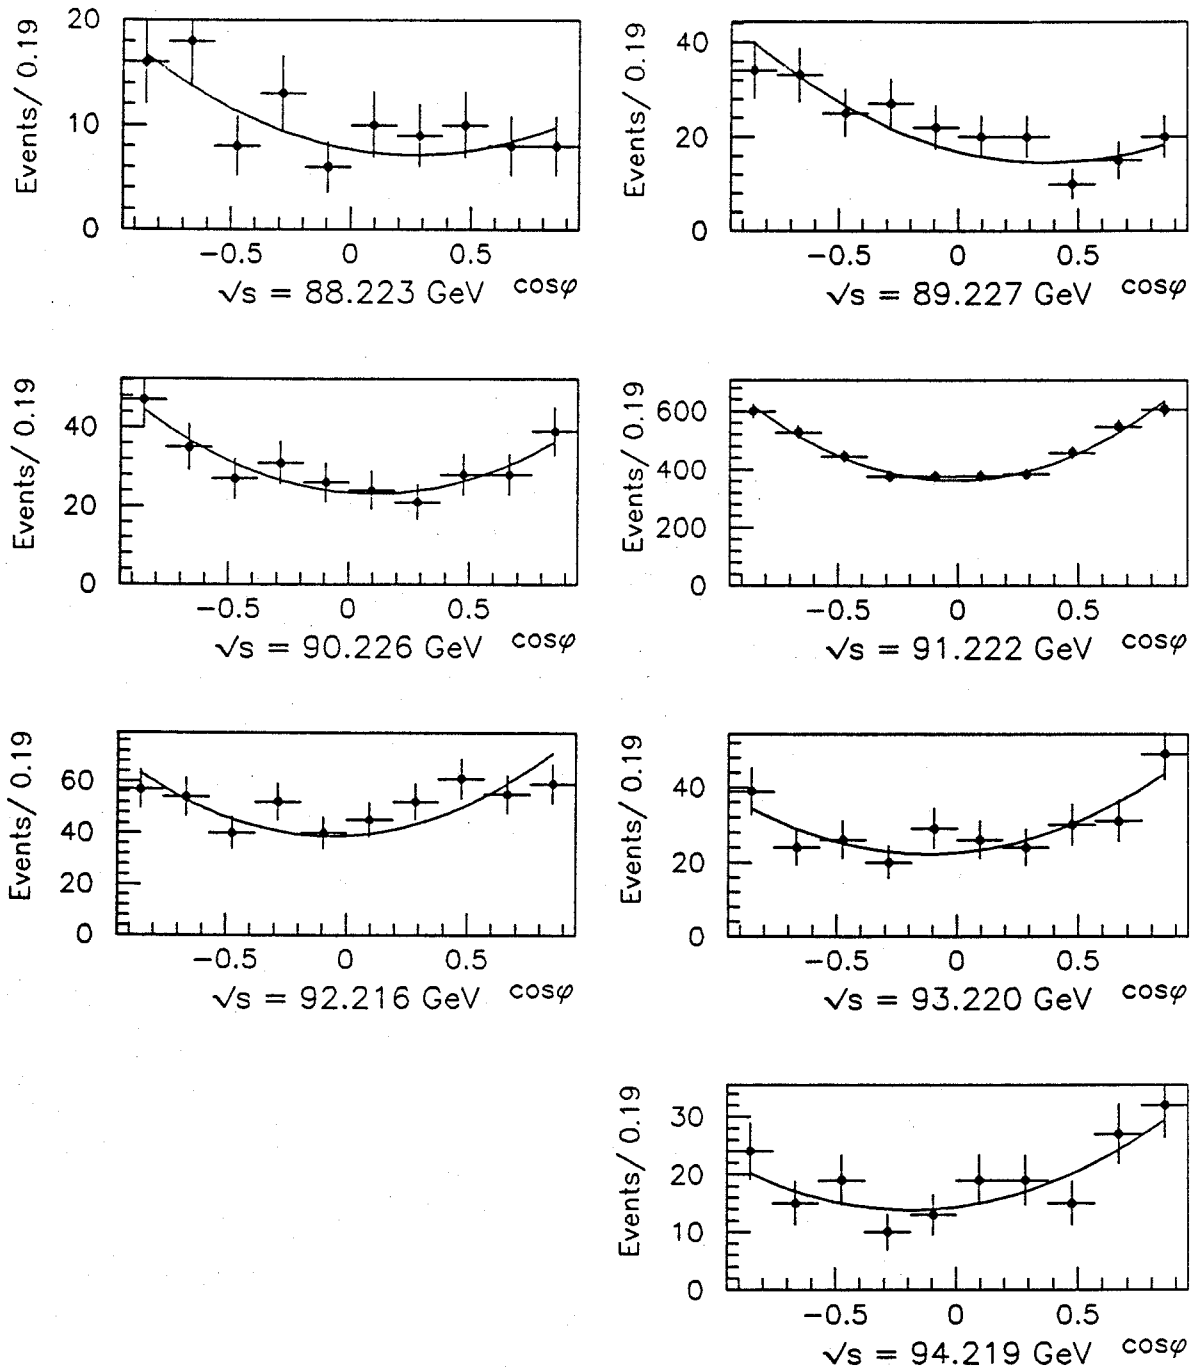 Events/ 0.19
20
10
0
−0.5 0 0.5
√s = 88.223 GeV cosφ
Events/ 0.19
40
20
0
−0.5 0 0.5
√s = 89.227 GeV cosφ
Events/ 0.19
40
20
0
−0.5 0 0.5
√s = 90.226 GeV cosφ
Events/ 0.19
600
400
200
0
−0.5 0 0.5
√s = 91.222 GeV cosφ
Events/ 0.19
60
40
20
0
−0.5 0 0.5
√s = 92.216 GeV cosφ
Events/ 0.19
40
20
0
−0.5 0 0.5
√s = 93.220 GeV cosφ
Events/ 0.19
30
20
10
0
−0.5 0 0.5
√s = 94.219 GeV cosφ